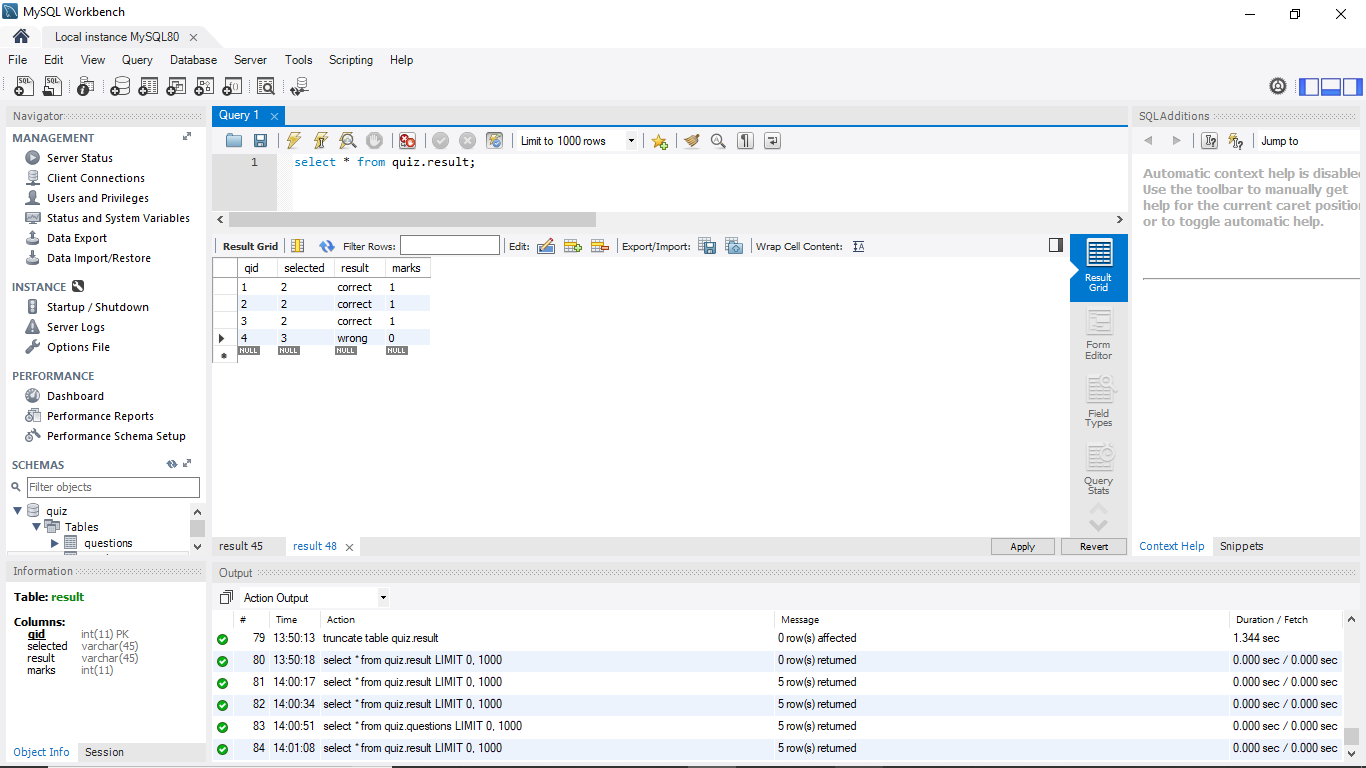 MySQL Workbench
Local instance MySQL80
File Edit View Query Database Server Tools Scripting Help
Navigator
MANAGEMENT
Server Status
Client Connections
Users and Privileges
Status and System Variables
Data Export
Data Import/Restore
INSTANCE
Startup / Shutdown
Server Logs
Options File
PERFORMANCE
Dashboard
Performance Reports
Performance Schema Setup
SCHEMAS
Filter objects
quiz
Tables
questions
Information
Table: result
Columns:
qid int(11) PK
selected varchar(45)
result varchar(45)
marks int(11)
Object Info Session
Query 1
Limit to 1000 rows
1 select * from quiz.result;
Result Grid Filter Rows: Edit: Export/Import: Wrap Cell Content:
qid selected result marks
1 2 correct 1
2 2 correct 1
3 2 correct 1
4 3 wrong 0
NULL NULL NULL NULL
Result
Grid
Form
Editor
Field
Types
Query
Stats
result 45 result 48 Apply Revert
SQLAdditions
Jump to
Automatic context help is disabled
Use the toolbar to manually get
help for the current caret position
or to toggle automatic help.
Context Help Snippets
Output
Action Output
# Time Action Message Duration / Fetch
79 13:50:13 truncate table quiz.result 0 row(s) affected 1.344 sec
80 13:50:18 select * from quiz.result LIMIT 0, 1000 0 row(s) returned 0.000 sec / 0.000 sec
81 14:00:17 select * from quiz.result LIMIT 0, 1000 5 row(s) returned 0.000 sec / 0.000 sec
82 14:00:34 select * from quiz.result LIMIT 0, 1000 5 row(s) returned 0.000 sec / 0.000 sec
83 14:00:51 select * from quiz.questions LIMIT 0, 1000 5 row(s) returned 0.000 sec / 0.000 sec
84 14:01:08 select * from quiz.result LIMIT 0, 1000 5 row(s) returned 0.000 sec / 0.000 sec